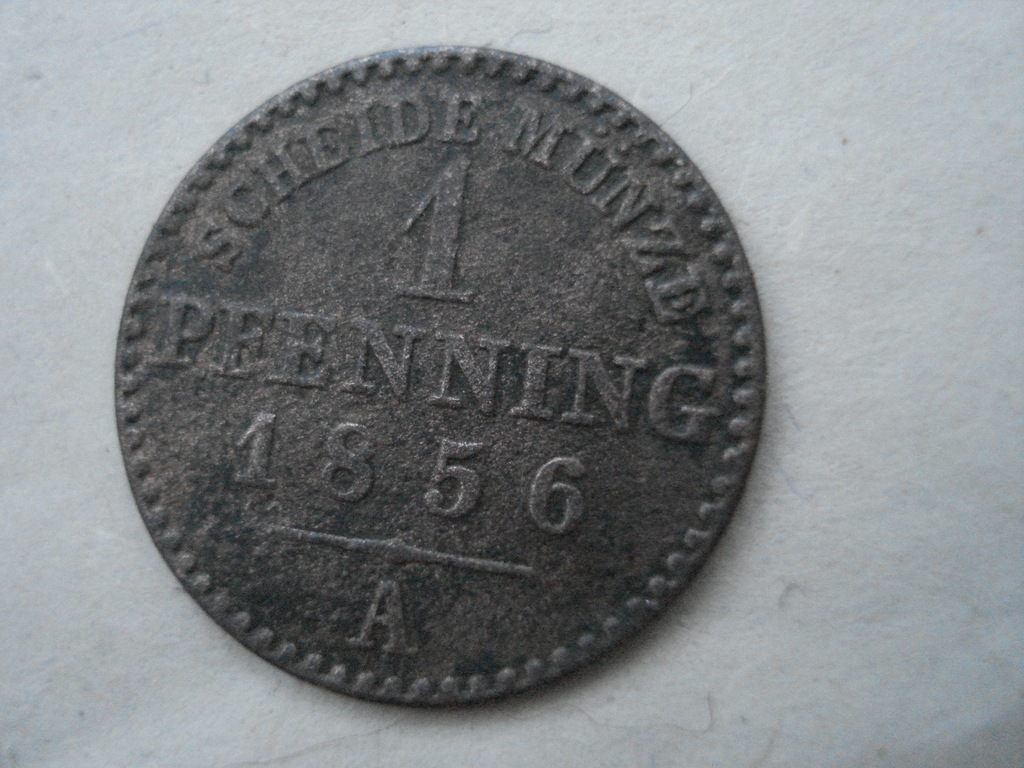 SCHEIDE MÜNZE
1
PFENNING
1856
A